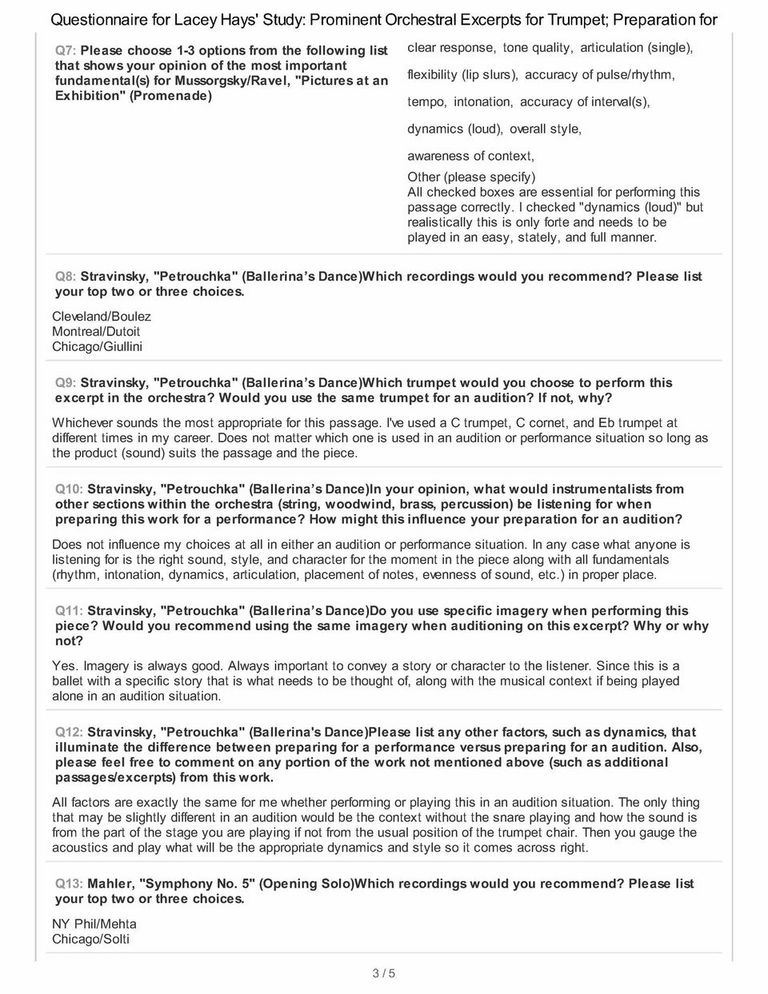 Questionnaire for Lacey Hays' Study: Prominent Orchestral Excerpts for Trumpet; Preparation for
Q7: Please choose 1-3 options from the following list
that shows your opinion of the most important
fundamental(s) for Mussorgsky/Ravel, "Pictures at an
Exhibition" (Promenade)
clear response, tone quality, articulation (single),
flexibility (lip slurs), accuracy of pulse/rhythm,
tempo, intonation, accuracy of interval(s),
dynamics (loud), overall style,
awareness of context,
Other (please specify)
All checked boxes are essential for performing this
passage correctly. I checked "dynamics (loud)" but
realistically this is only forte and needs to be
played in an easy, stately, and full manner.
Q8: Stravinsky, "Petrouchka" (Ballerina’s Dance)Which recordings would you recommend? Please list
your top two or three choices.
Cleveland/Boulez
Montreal/Dutoit
Chicago/Giullini
Q9: Stravinsky, "Petrouchka" (Ballerina’s Dance)Which trumpet would you choose to perform this
excerpt in the orchestra? Would you use the same trumpet for an audition? If not, why?
Whichever sounds the most appropriate for this passage. I've used a C trumpet, C cornet, and Eb trumpet at
different times in my career. Does not matter which one is used in an audition or performance situation so long as
the product (sound) suits the passage and the piece.
Q10: Stravinsky, "Petrouchka" (Ballerina’s Dance)In your opinion, what would instrumentalists from
other sections within the orchestra (string, woodwind, brass, percussion) be listening for when
preparing this work for a performance? How might this influence your preparation for an audition?
Does not influence my choices at all in either an audition or performance situation. In any case what anyone is
listening for is the right sound, style, and character for the moment in the piece along with all fundamentals
(rhythm, intonation, dynamics, articulation, placement of notes, evenness of sound, etc.) in proper place.
Q11: Stravinsky, "Petrouchka" (Ballerina’s Dance)Do you use specific imagery when performing this
piece? Would you recommend using the same imagery when auditioning on this excerpt? Why or why
not?
Yes. Imagery is always good. Always important to convey a story or character to the listener. Since this is a
ballet with a specific story that is what needs to be thought of, along with the musical context if being played
alone in an audition situation.
Q12: Stravinsky, "Petrouchka" (Ballerina's Dance)Please list any other factors, such as dynamics, that
illuminate the difference between preparing for a performance versus preparing for an audition. Also,
please feel free to comment on any portion of the work not mentioned above (such as additional
passages/excerpts) from this work.
All factors are exactly the same for me whether performing or playing this in an audition situation. The only thing
that may be slightly different in an audition would be the context without the snare playing and how the sound is
from the part of the stage you are playing if not from the usual position of the trumpet chair. Then you gauge the
acoustics and play what will be the appropriate dynamics and style so it comes across right.
Q13: Mahler, "Symphony No. 5" (Opening Solo)Which recordings would you recommend? Please list
your top two or three choices.
NY Phil/Mehta
Chicago/Solti
3 / 5